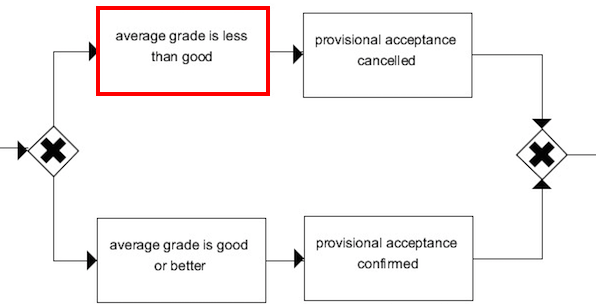 average grade is less
than good
provisional acceptance
cancelled
average grade is good
or better
provisional acceptance
confirmed